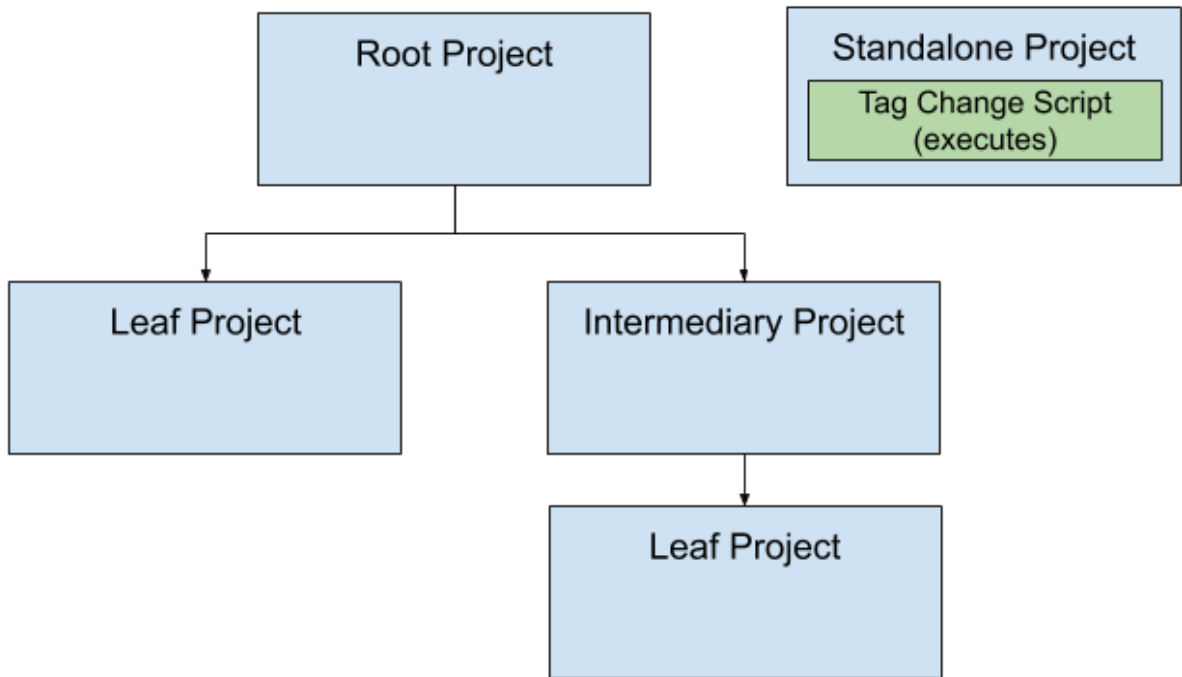 Root Project
Standalone Project
Tag Change Script
(executes)
Leaf Project
Intermediary Project
Leaf Project